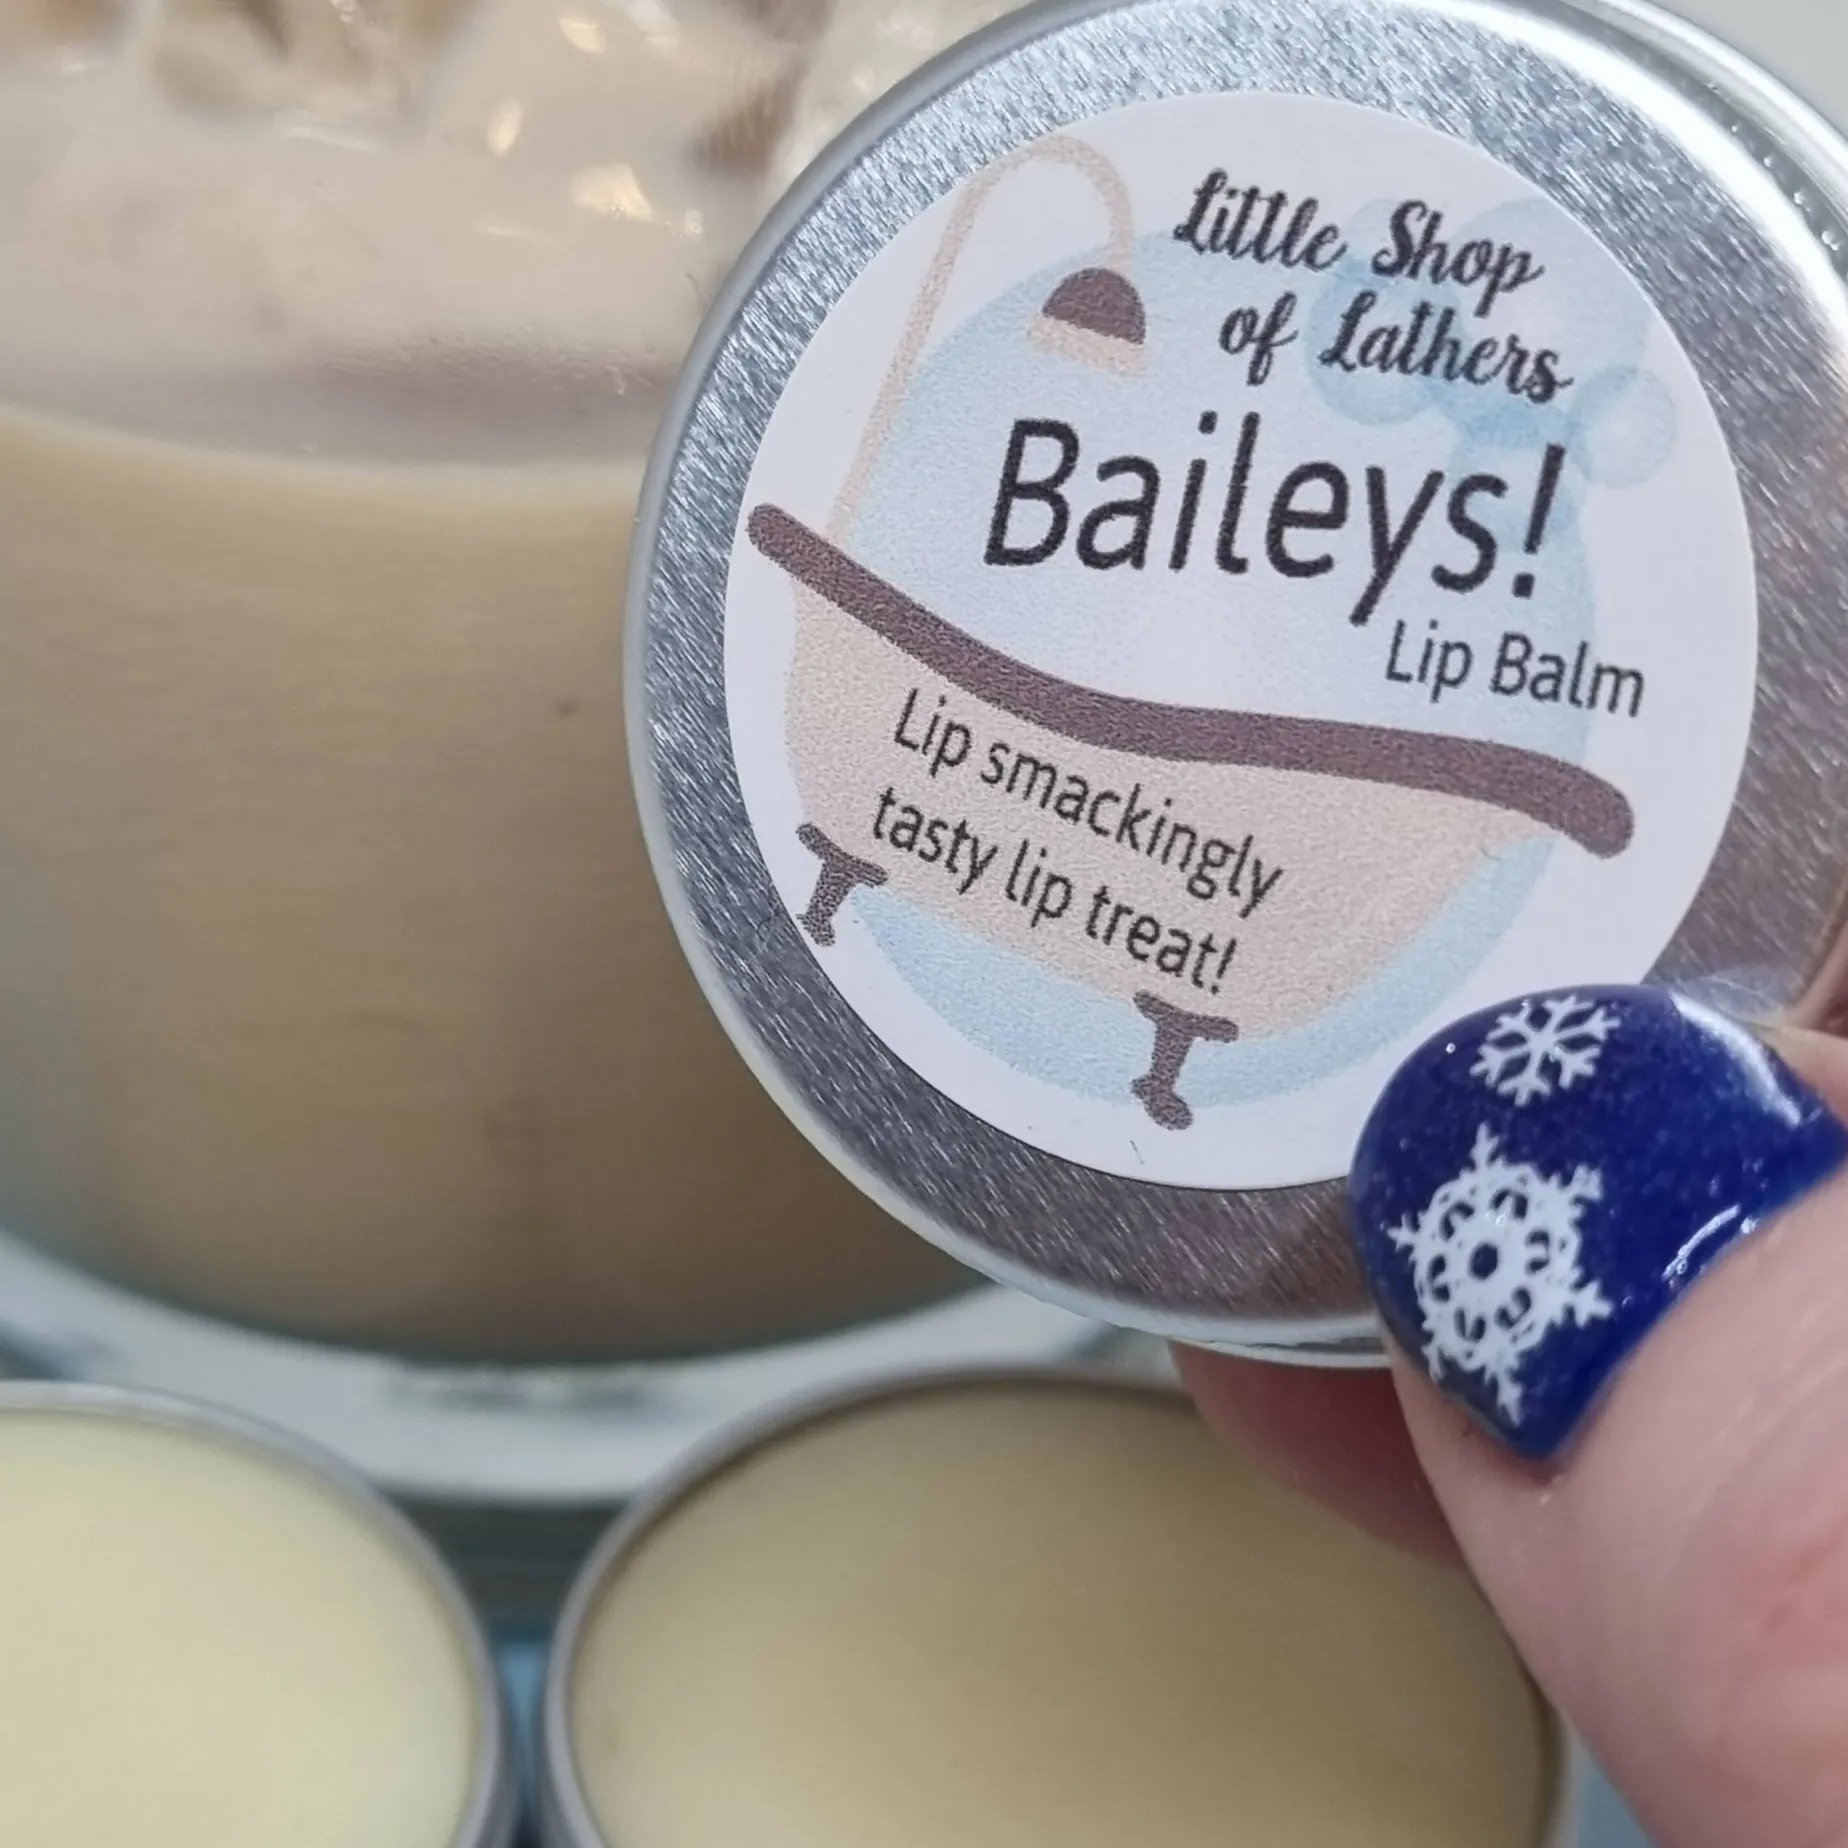 Little Shop
of Lathers
Baileys!
Lip Balm
Lip smackingly
tasty lip treat!